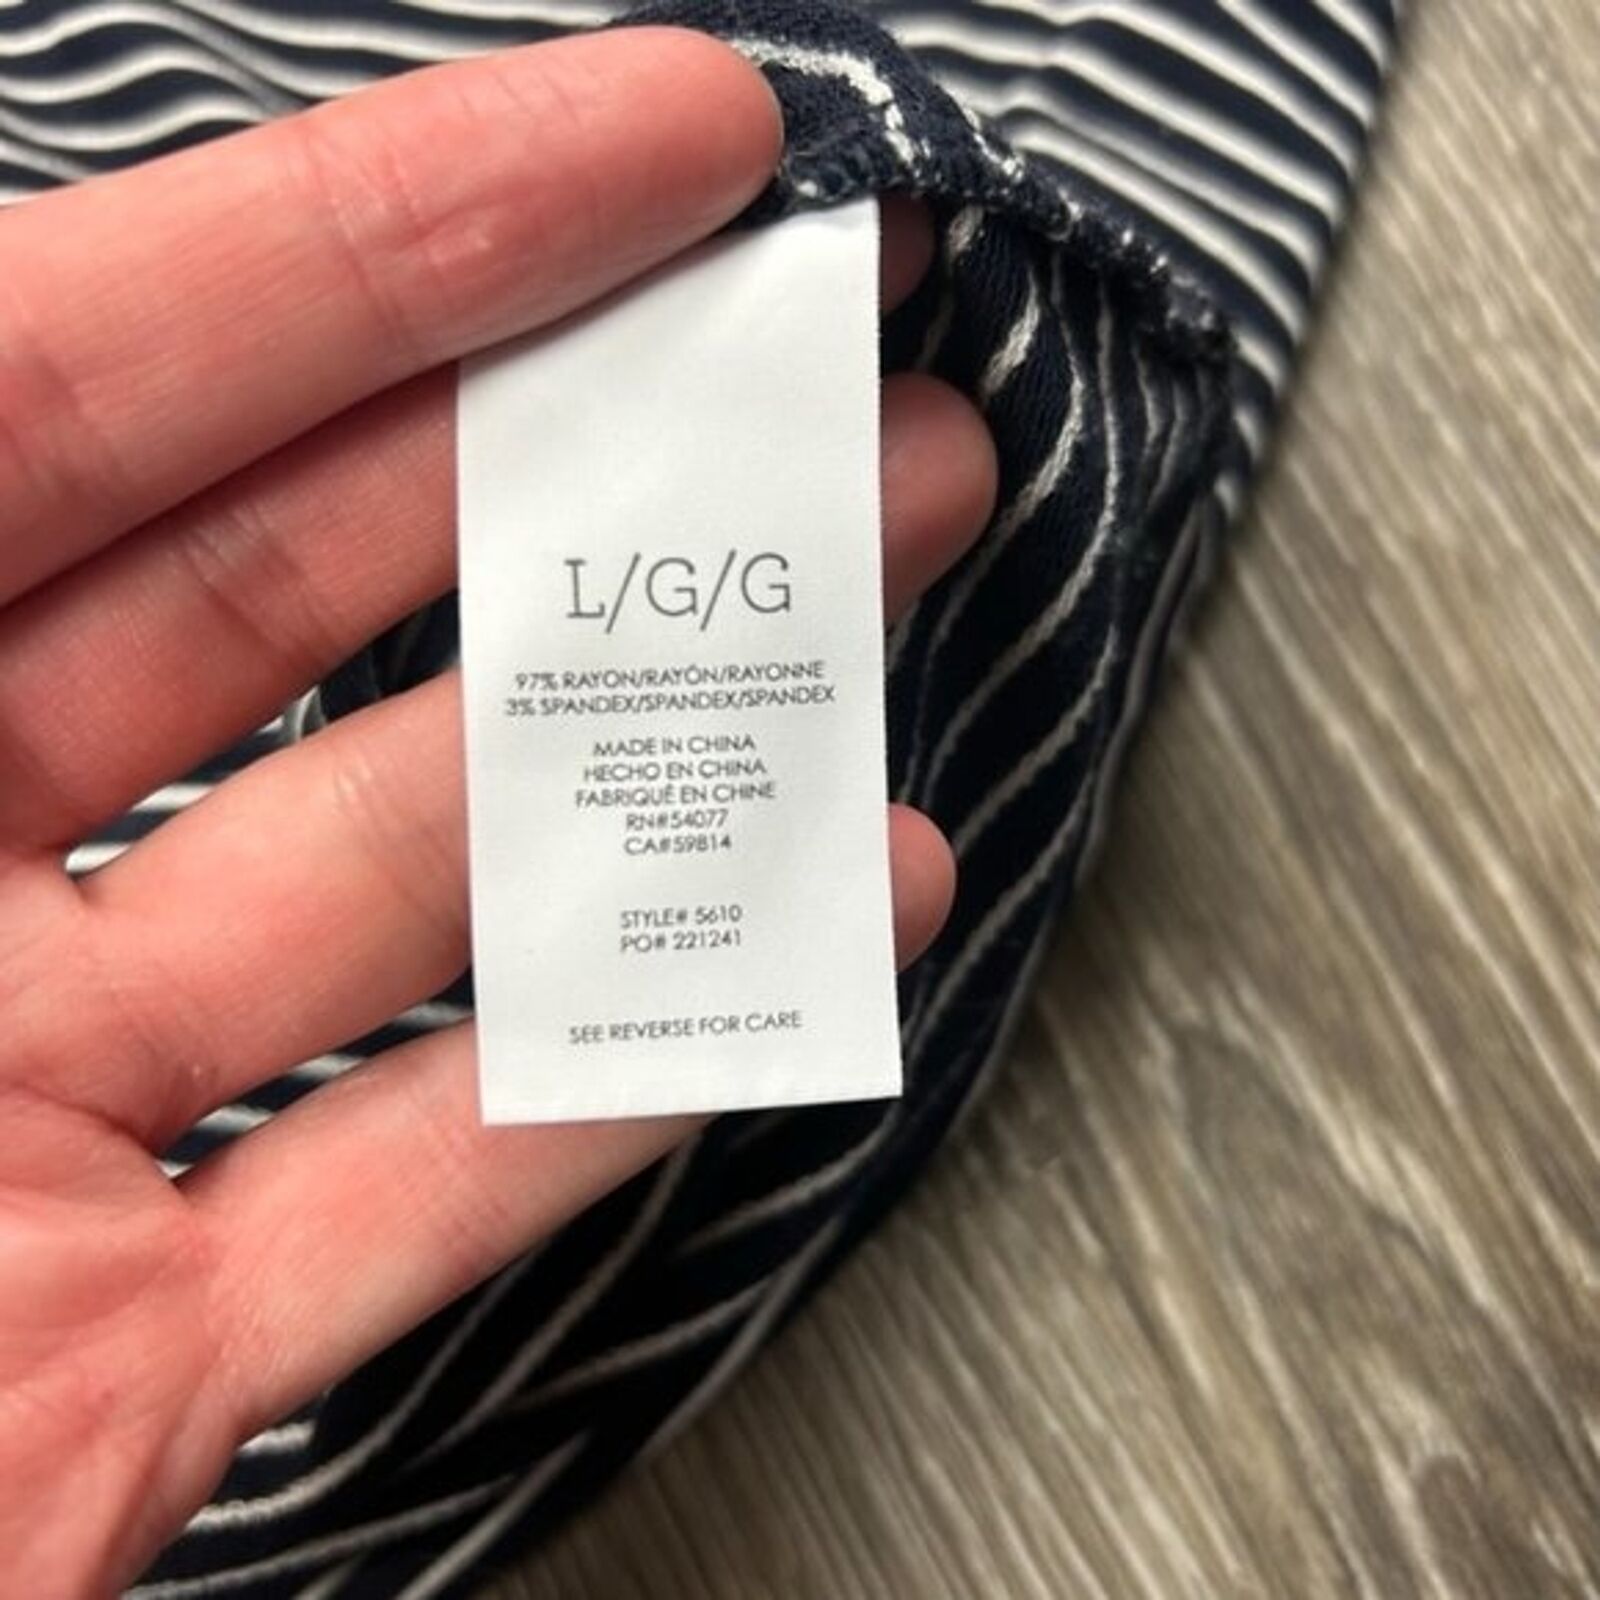 L/G/G
97% RAYON/RAYÓN/RAYONNE
3% SPANDEX/SPANDEX/SPANDEX
MADE IN CHINA
HECHO EN CHINA
FABRIQUÉ EN CHINE
RN#54077
CA#59814
STYLE# 5610
PO# 221241
SEE REVERSE FOR CARE